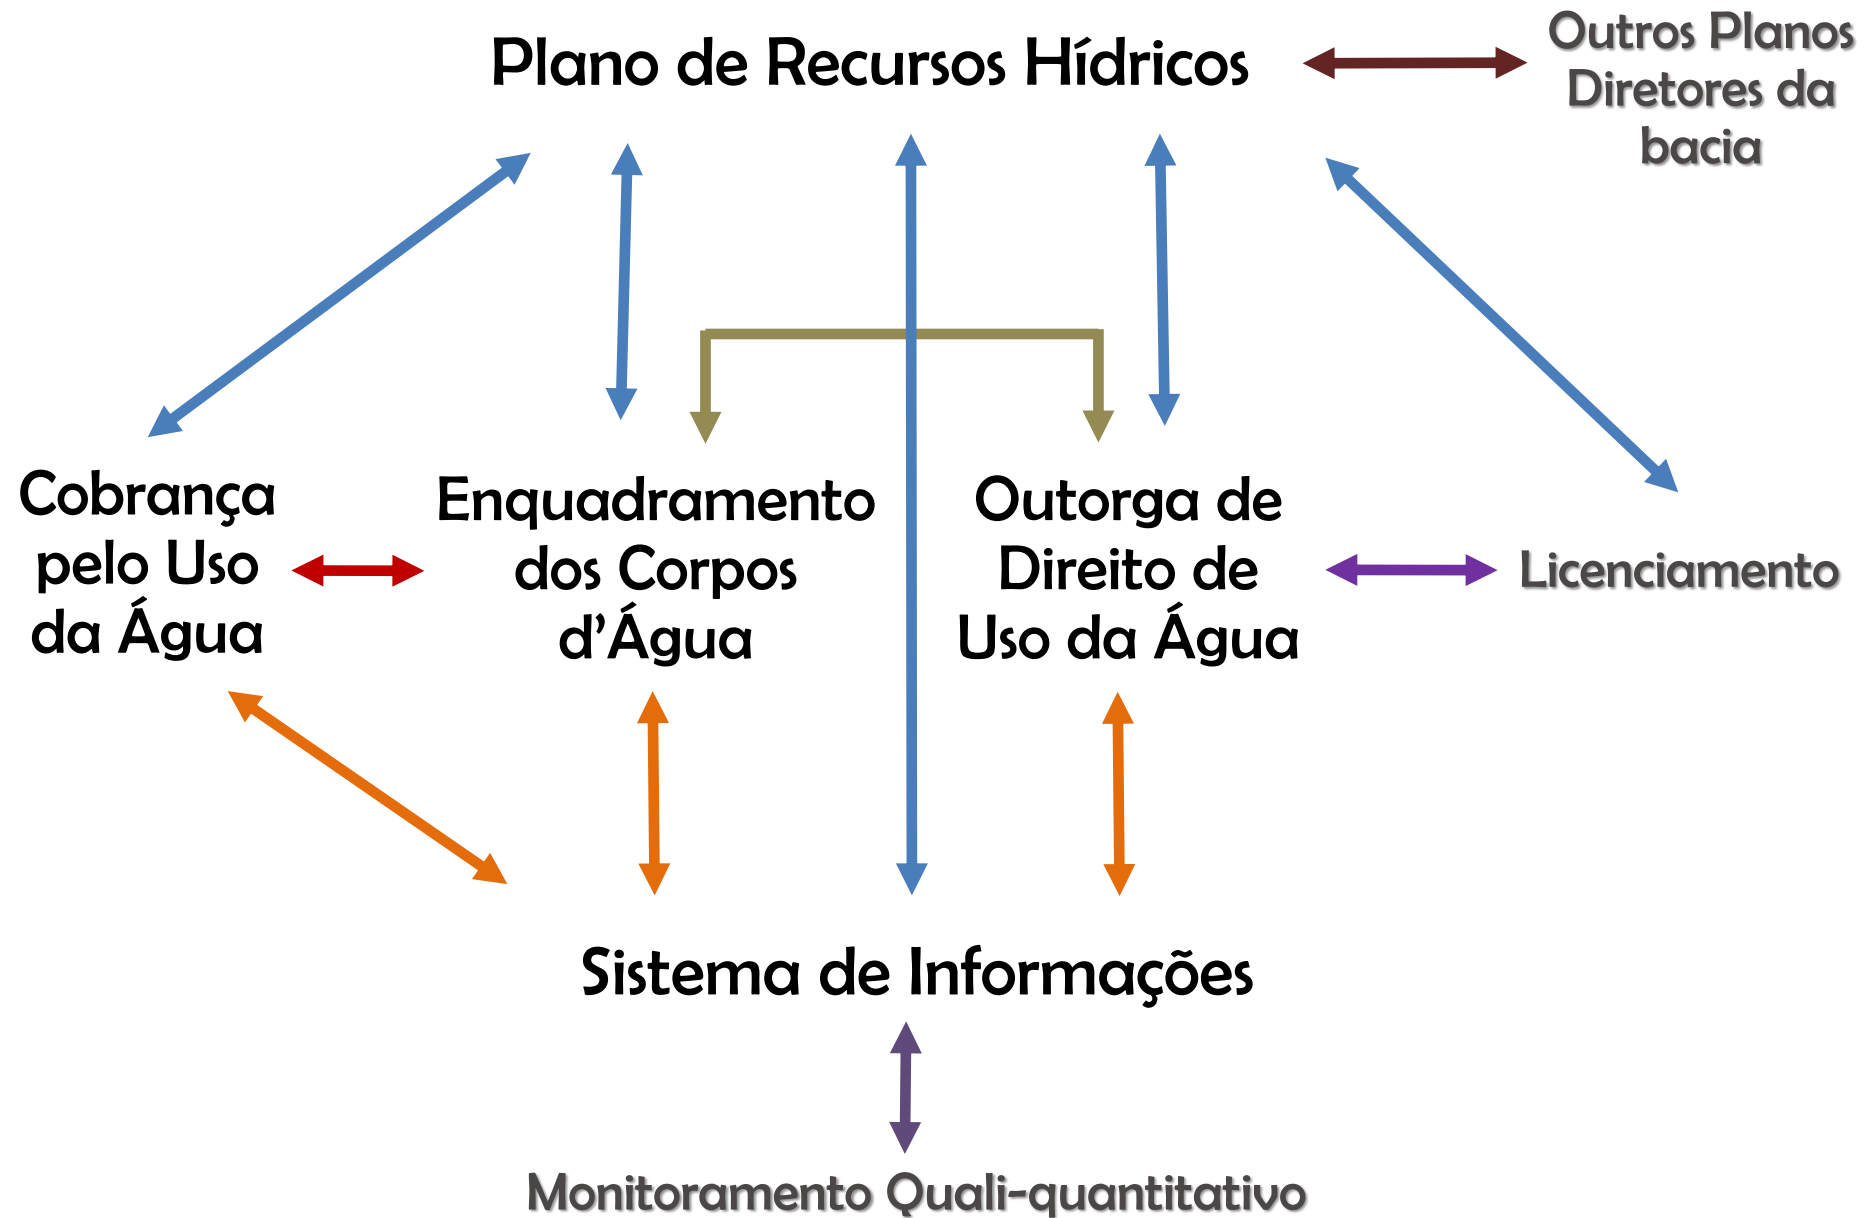 Plano de Recursos Hídricos
Outros Planos
Diretores da
bacia
Cobrança
pelo Uso
da Água
Enquadramento
dos Corpos
d’Água
Outorga de
Direito de
Uso da Água
Licenciamento
Sistema de Informações
Monitoramento Quali-quantitativo